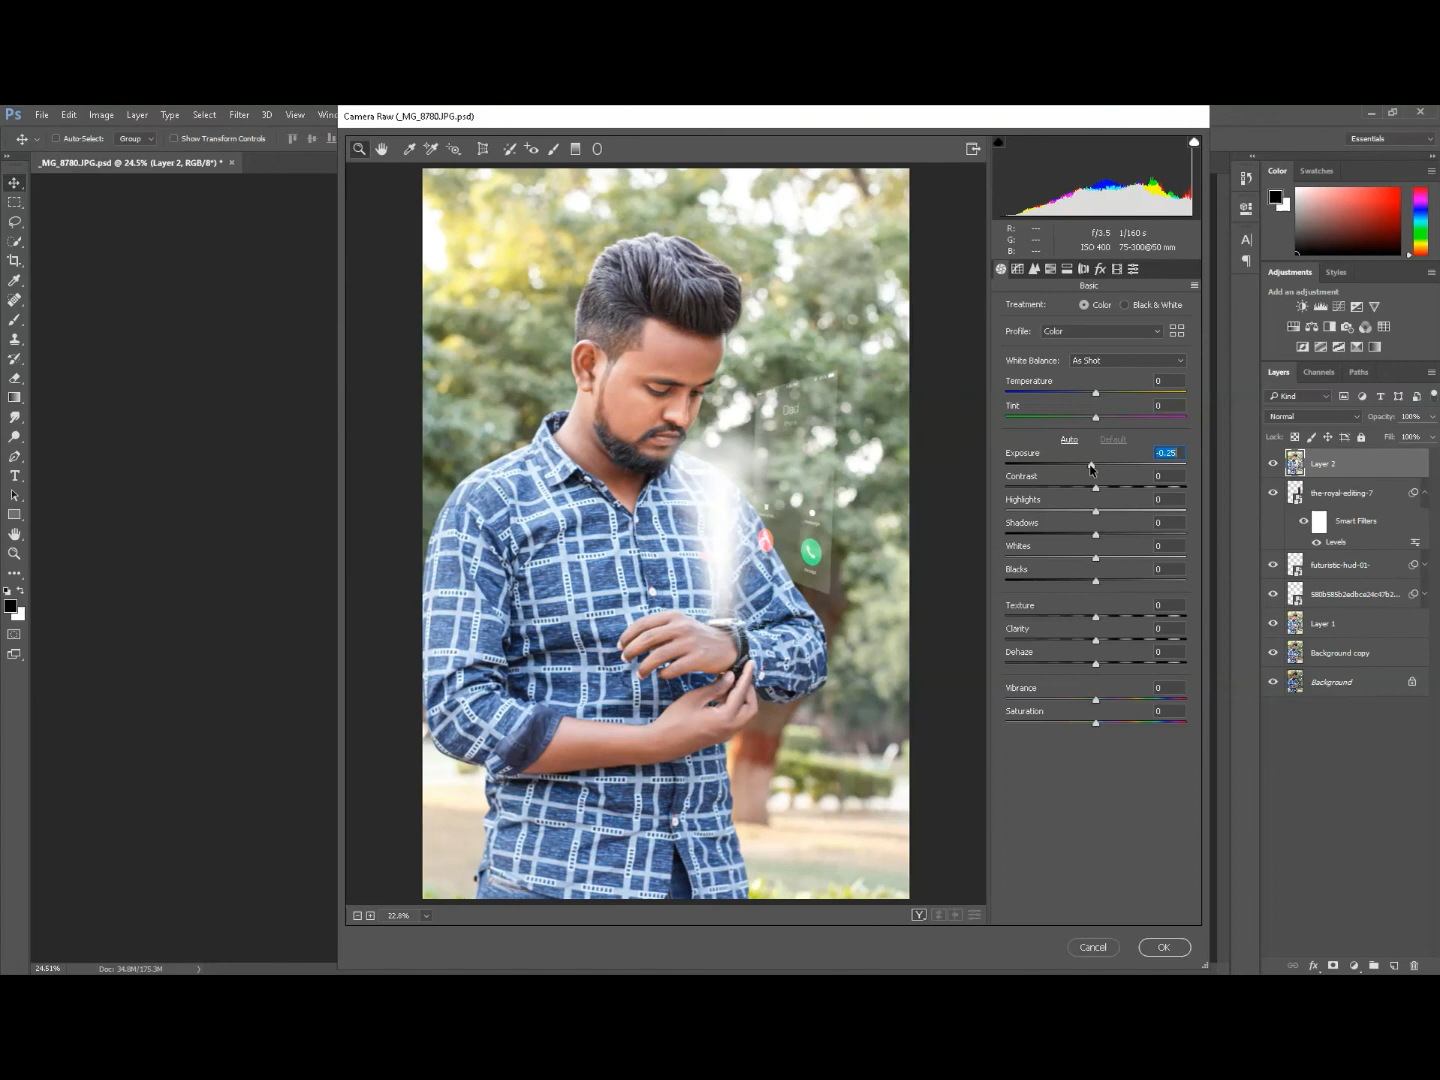 Camera Raw (_MG_8780.JPG.psd)
Ps File Edit Image Layer Type Select Filter 3D View
Auto-Select: Group Show Transform Controls
Essentials
_MG_8780.JPG.psd @ 24.5% (Layer 2, RGB/8*) * ×
R: ---
G: ---
B: ---
f/3.5 1/160 s
ISO 400 75-300@50 mm
Basic
Treatment: Color Black & White
Profile: Color
White Balance: As Shot
Temperature 0
Tint 0
Auto Default
Exposure -0.25
Contrast 0
Highlights 0
Shadows 0
Whites 0
Blacks 0
Texture 0
Clarity 0
Dehaze 0
Vibrance 0
Saturation 0
Dad
22.8%
Cancel OK
24.51% Doc: 34.8M/175.3M
Color Swatches
Adjustments Styles
Add an adjustment
Layers Channels Paths
Kind
Normal Opacity: 100%
Lock: Fill: 100%
Layer 2
the-royal-editing-7
Smart Filters
Levels
futuristic-hud-01-
580b585b2edbce24c47b2...
Layer 1
Background copy
Background